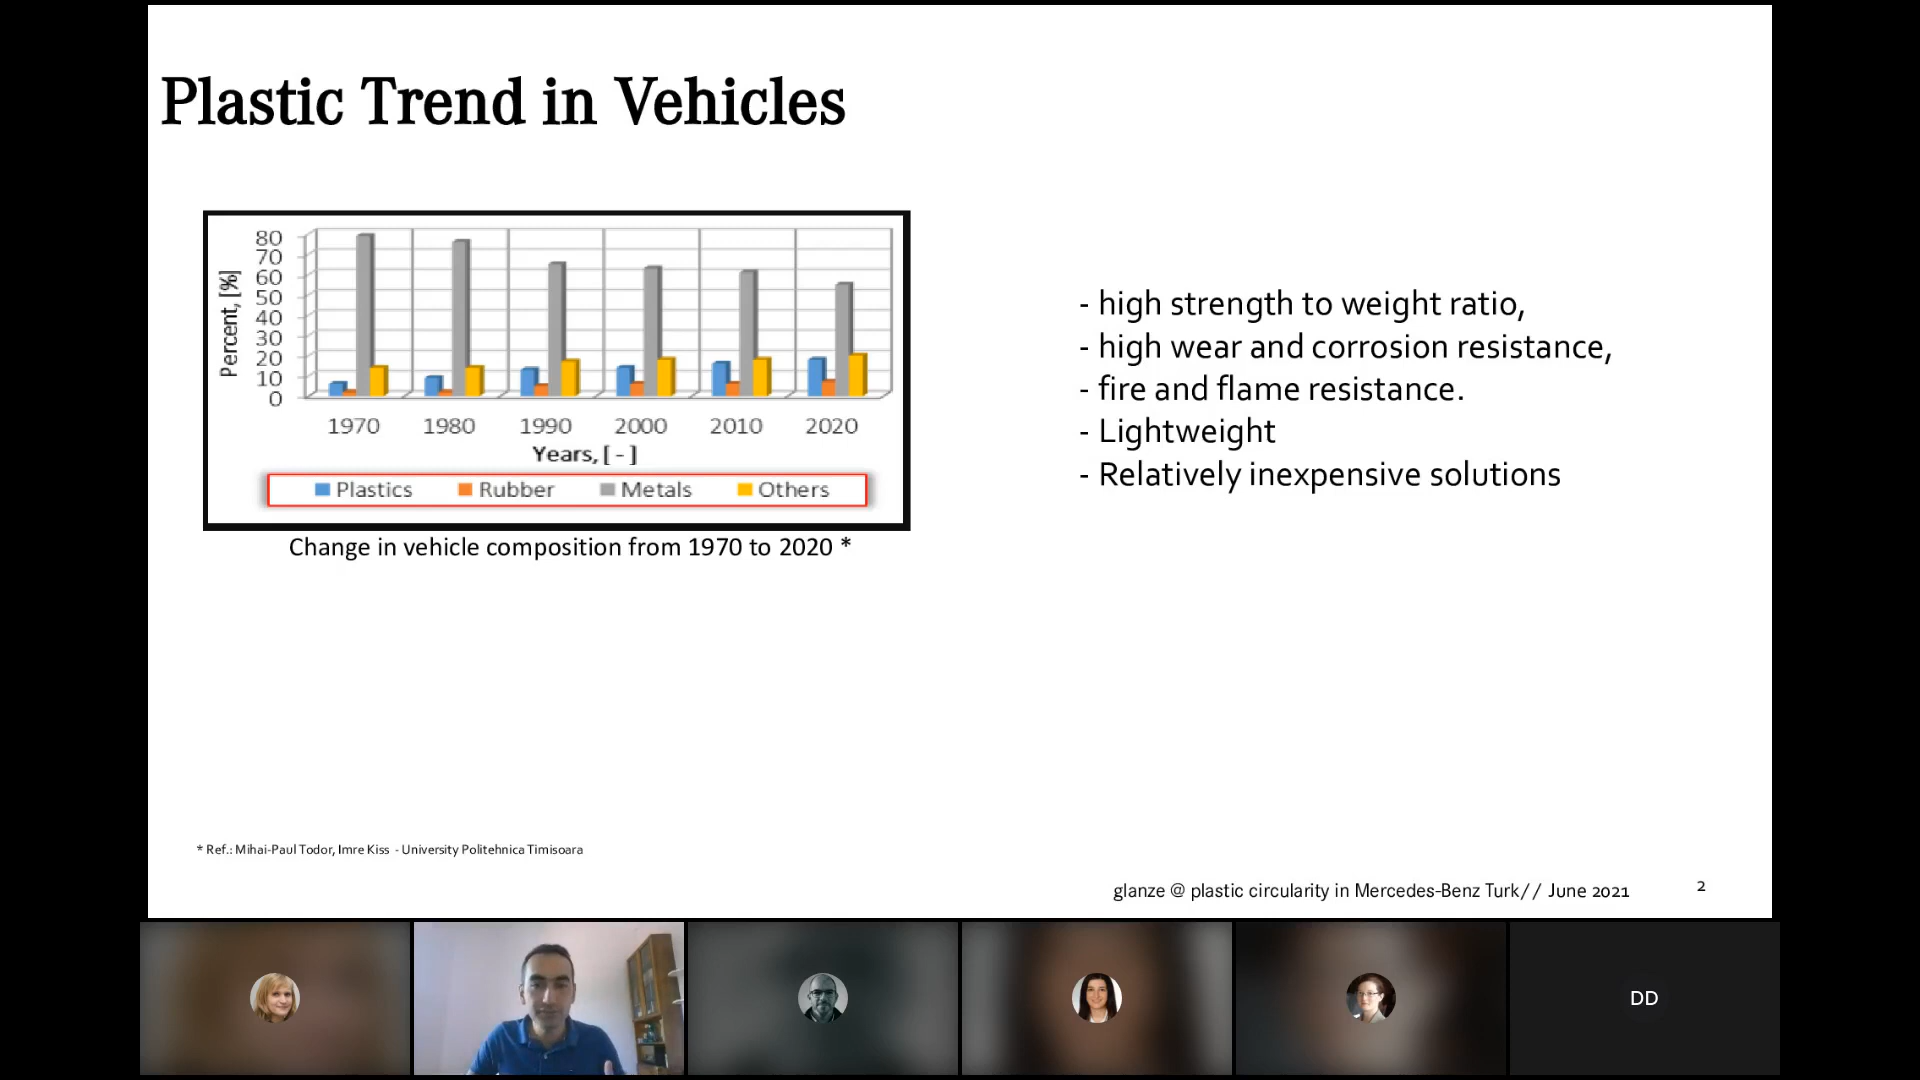 Plastic Trend in Vehicles
80
70
60
50
40
30
20
10
0
Percent, [%]
1970 1980 1990 2000 2010 2020
Years, [ - ]
Plastics Rubber Metals Others
Change in vehicle composition from 1970 to 2020 *
- high strength to weight ratio,
- high wear and corrosion resistance,
- fire and flame resistance.
- Lightweight
- Relatively inexpensive solutions
* Ref.: Mihai-Paul Todor, Imre Kiss - University Politehnica Timisoara
glanze @ plastic circularity in Mercedes-Benz Turk// June 2021
2
DD